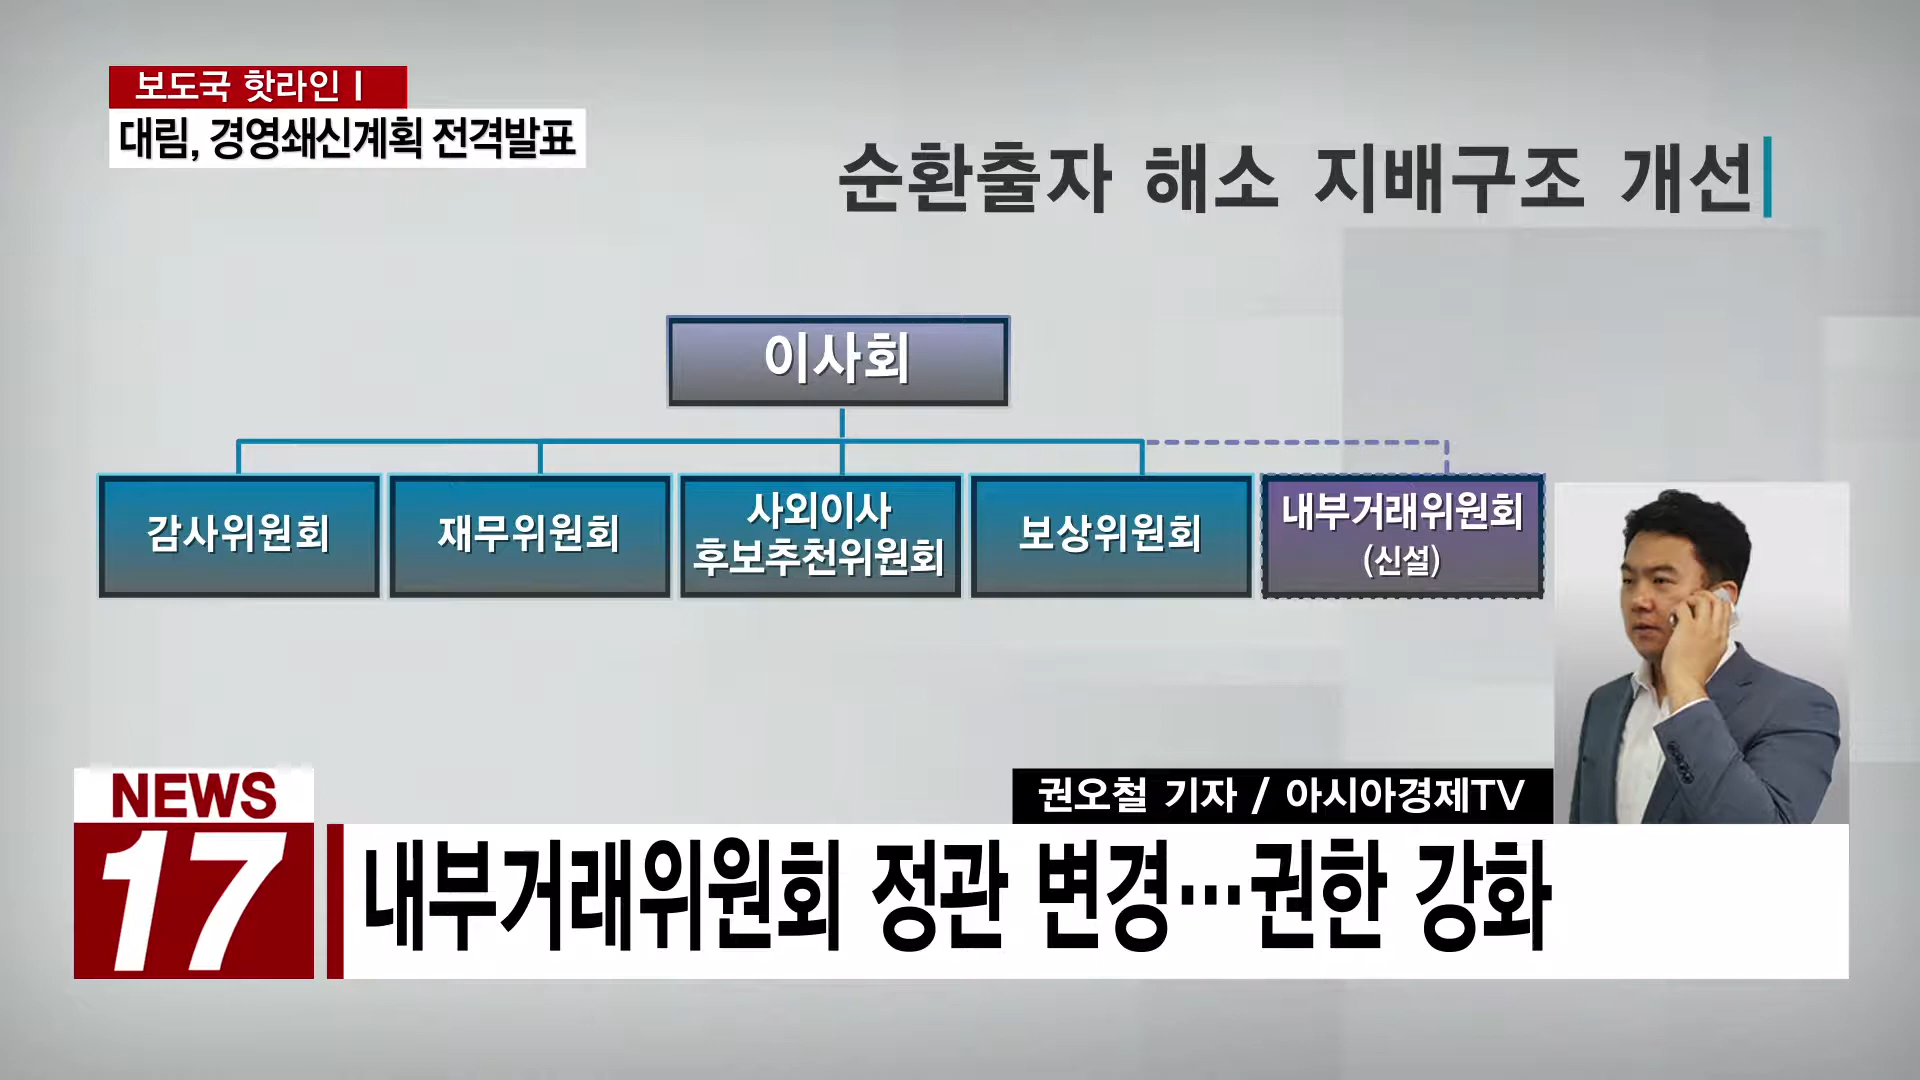 보도국 핫라인 Ⅰ
대림, 경영쇄신계획 전격발표
순환출자 해소 지배구조 개선
이사회
감사위원회
재무위원회
사외이사
후보추천위원회
보상위원회
내부거래위원회
(신설)
권오철 기자 / 아시아경제TV
NEWS
17
내부거래위원회 정관 변경…권한 강화